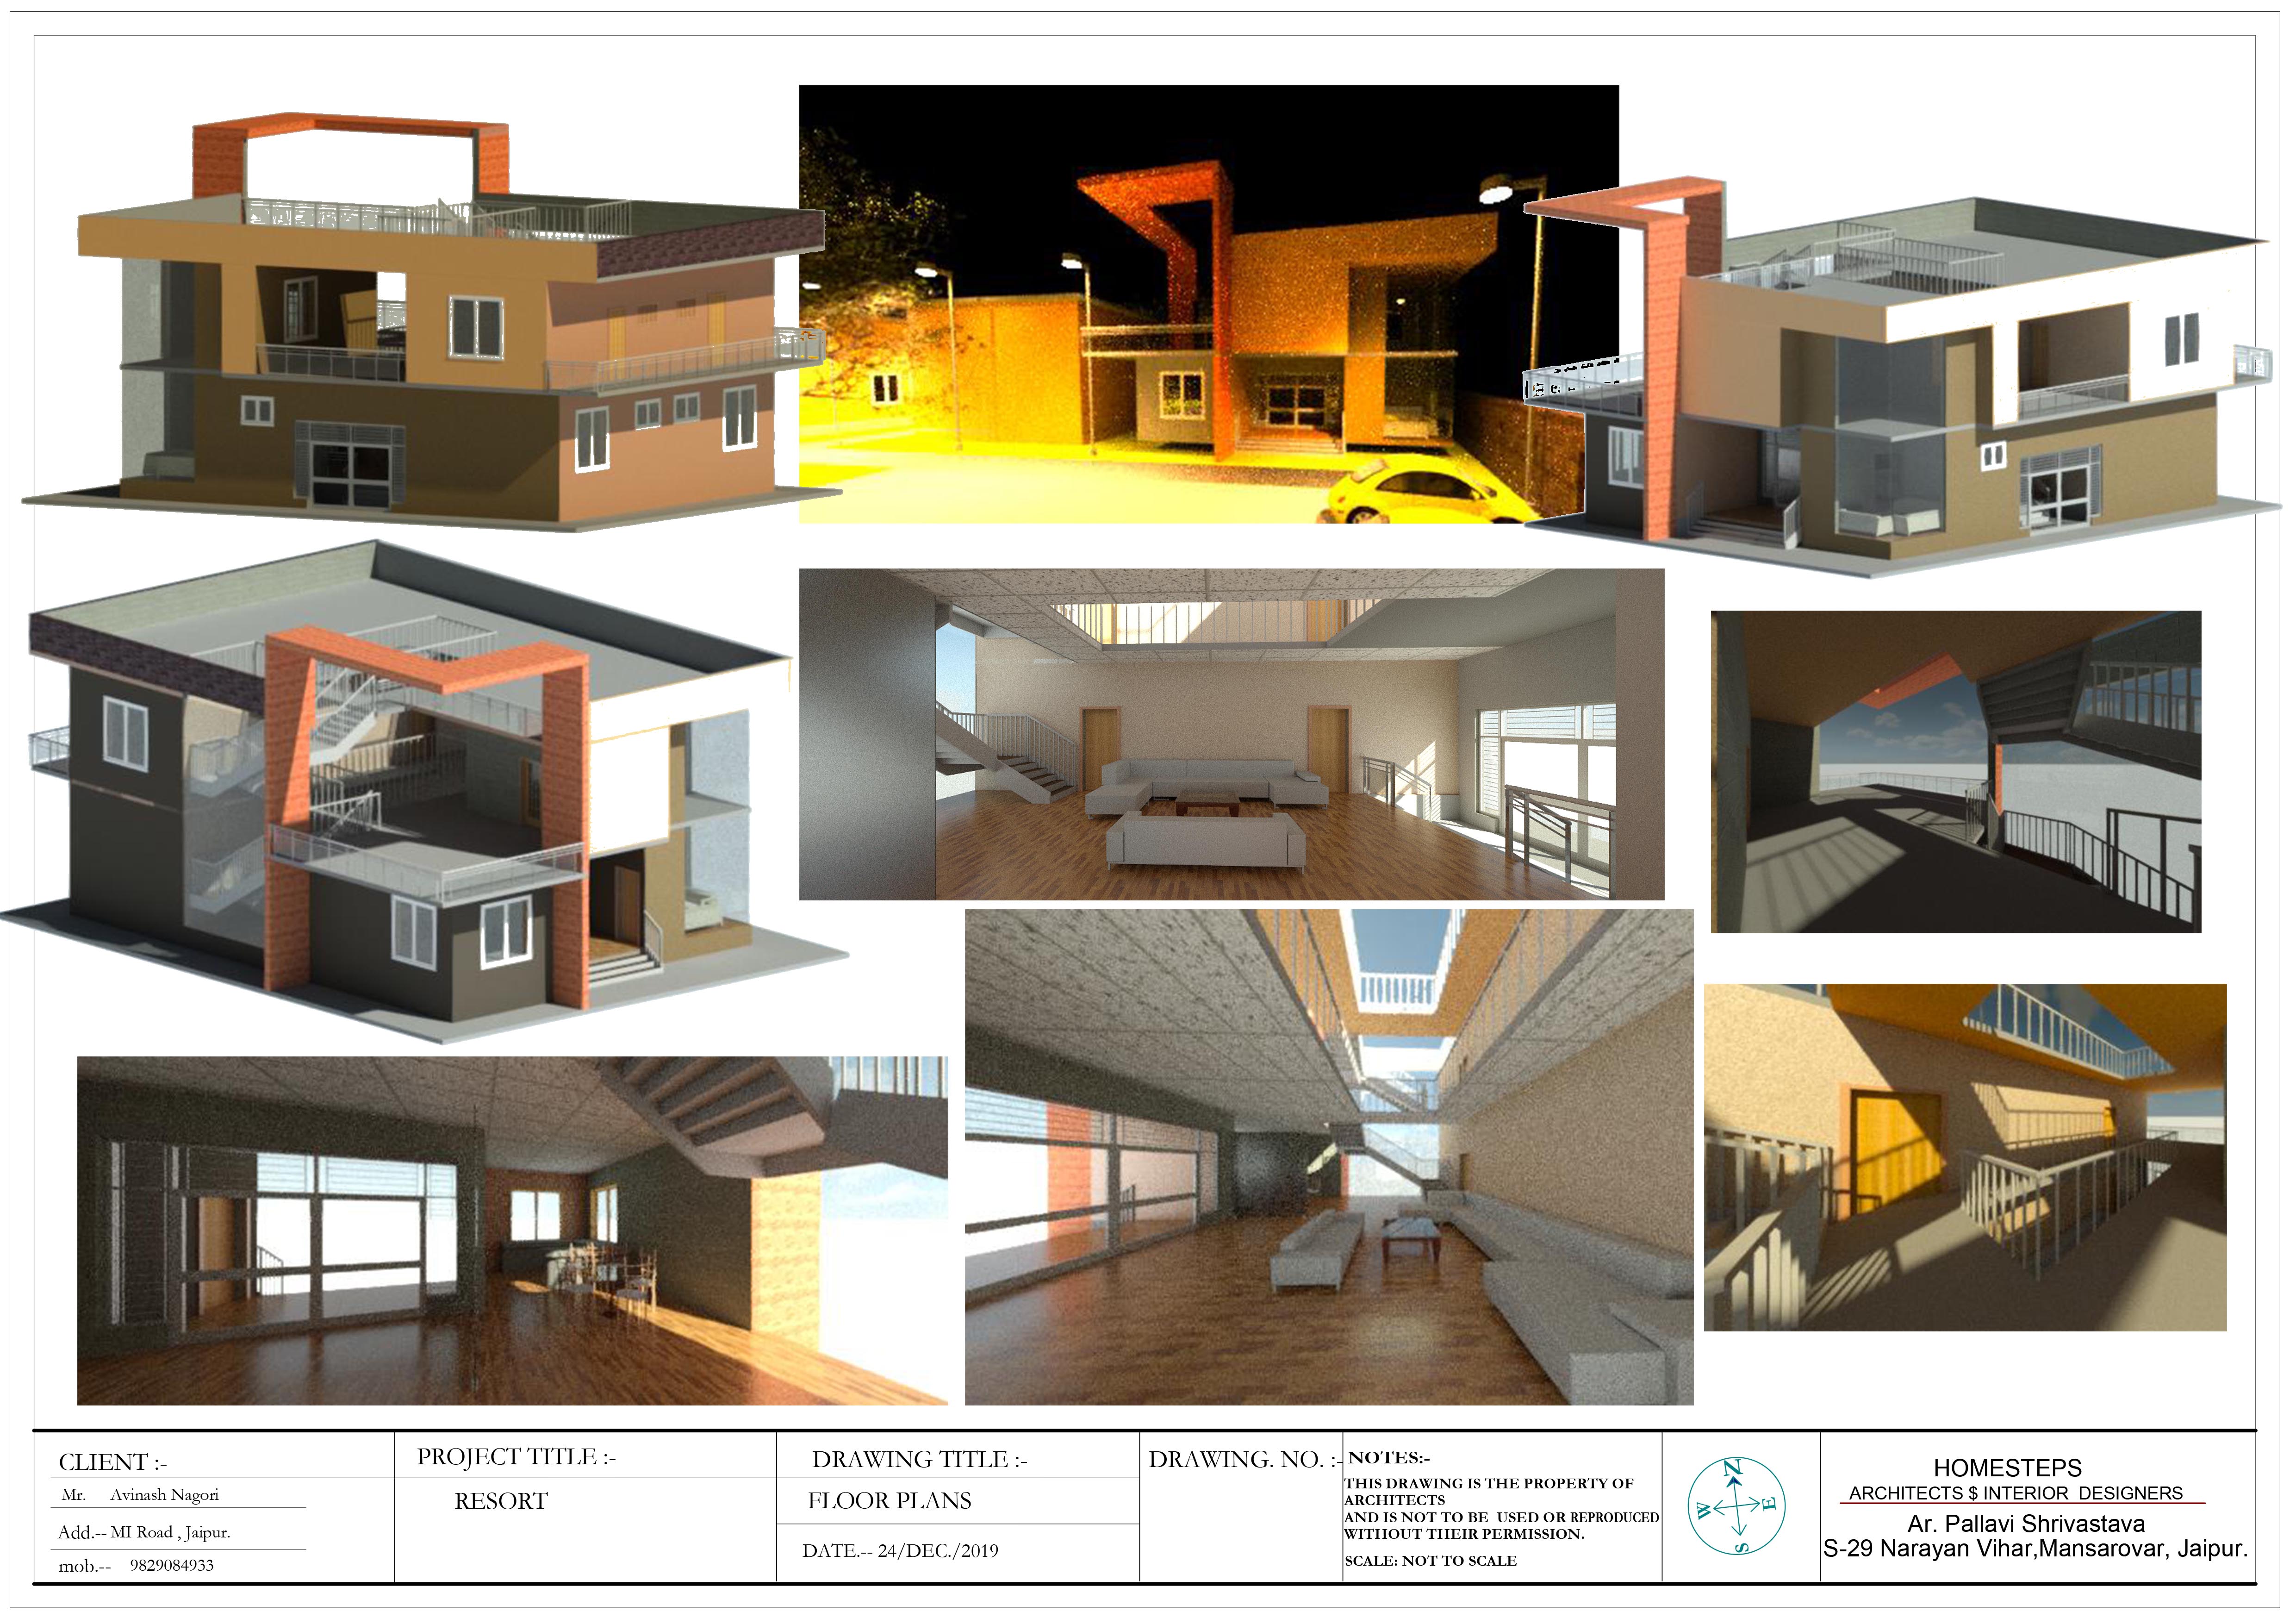 CLIENT :-
Mr. Avinash Nagori
Add.-- MI Road , Jaipur.
mob.-- 9829084933
PROJECT TITLE :-
RESORT
DRAWING TITLE :-
FLOOR PLANS
DATE.-- 24/DEC./2019
DRAWING. NO. :-
NOTES:-
THIS DRAWING IS THE PROPERTY OF
ARCHITECTS
AND IS NOT TO BE USED OR REPRODUCED
WITHOUT THEIR PERMISSION.
SCALE: NOT TO SCALE
N
W E
S
HOMESTEPS
ARCHITECTS $ INTERIOR DESIGNERS
Ar. Pallavi Shrivastava
S-29 Narayan Vihar,Mansarovar, Jaipur.